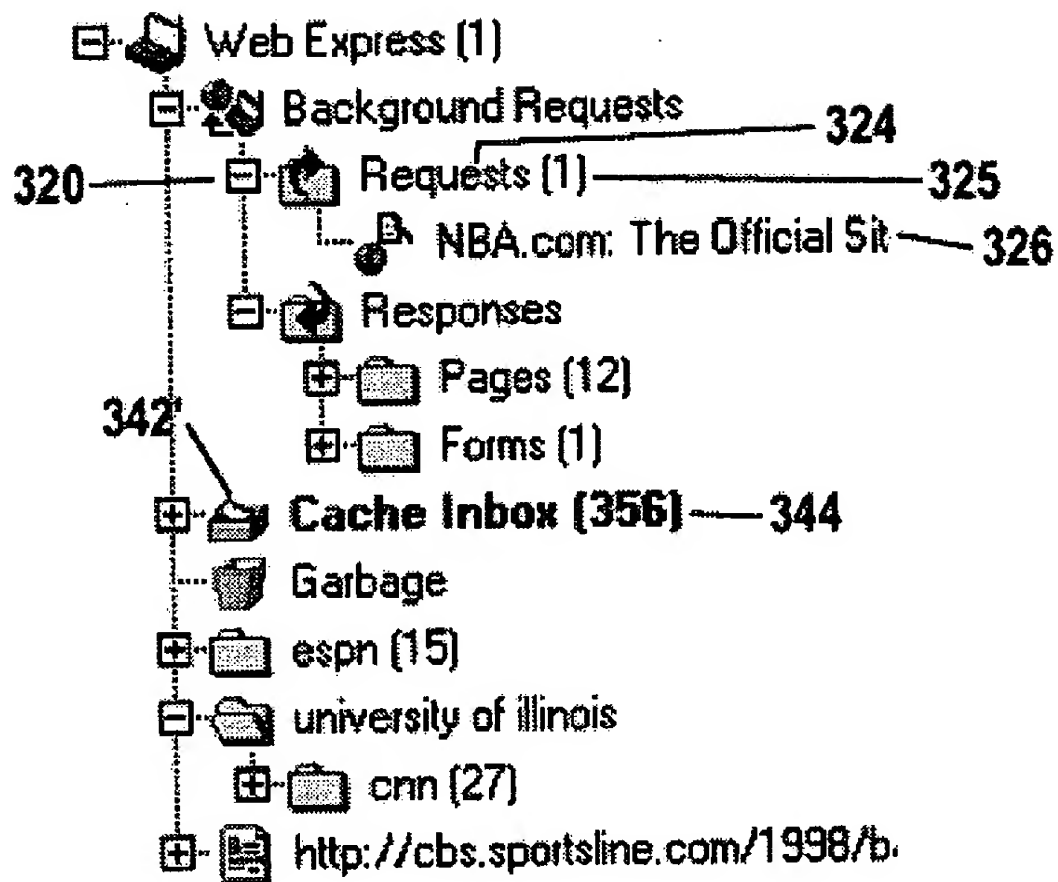 Web Express (1)
Background Requests
324
320 Requests (1) 325
NBA.com: The Official Sit 326
Responses
Pages (12)
342' Forms (1)
Cache Inbox (356) 344
Garbage
espn (15)
university of illinois
cnn (27)
http://cbs.sportsline.com/1998/b